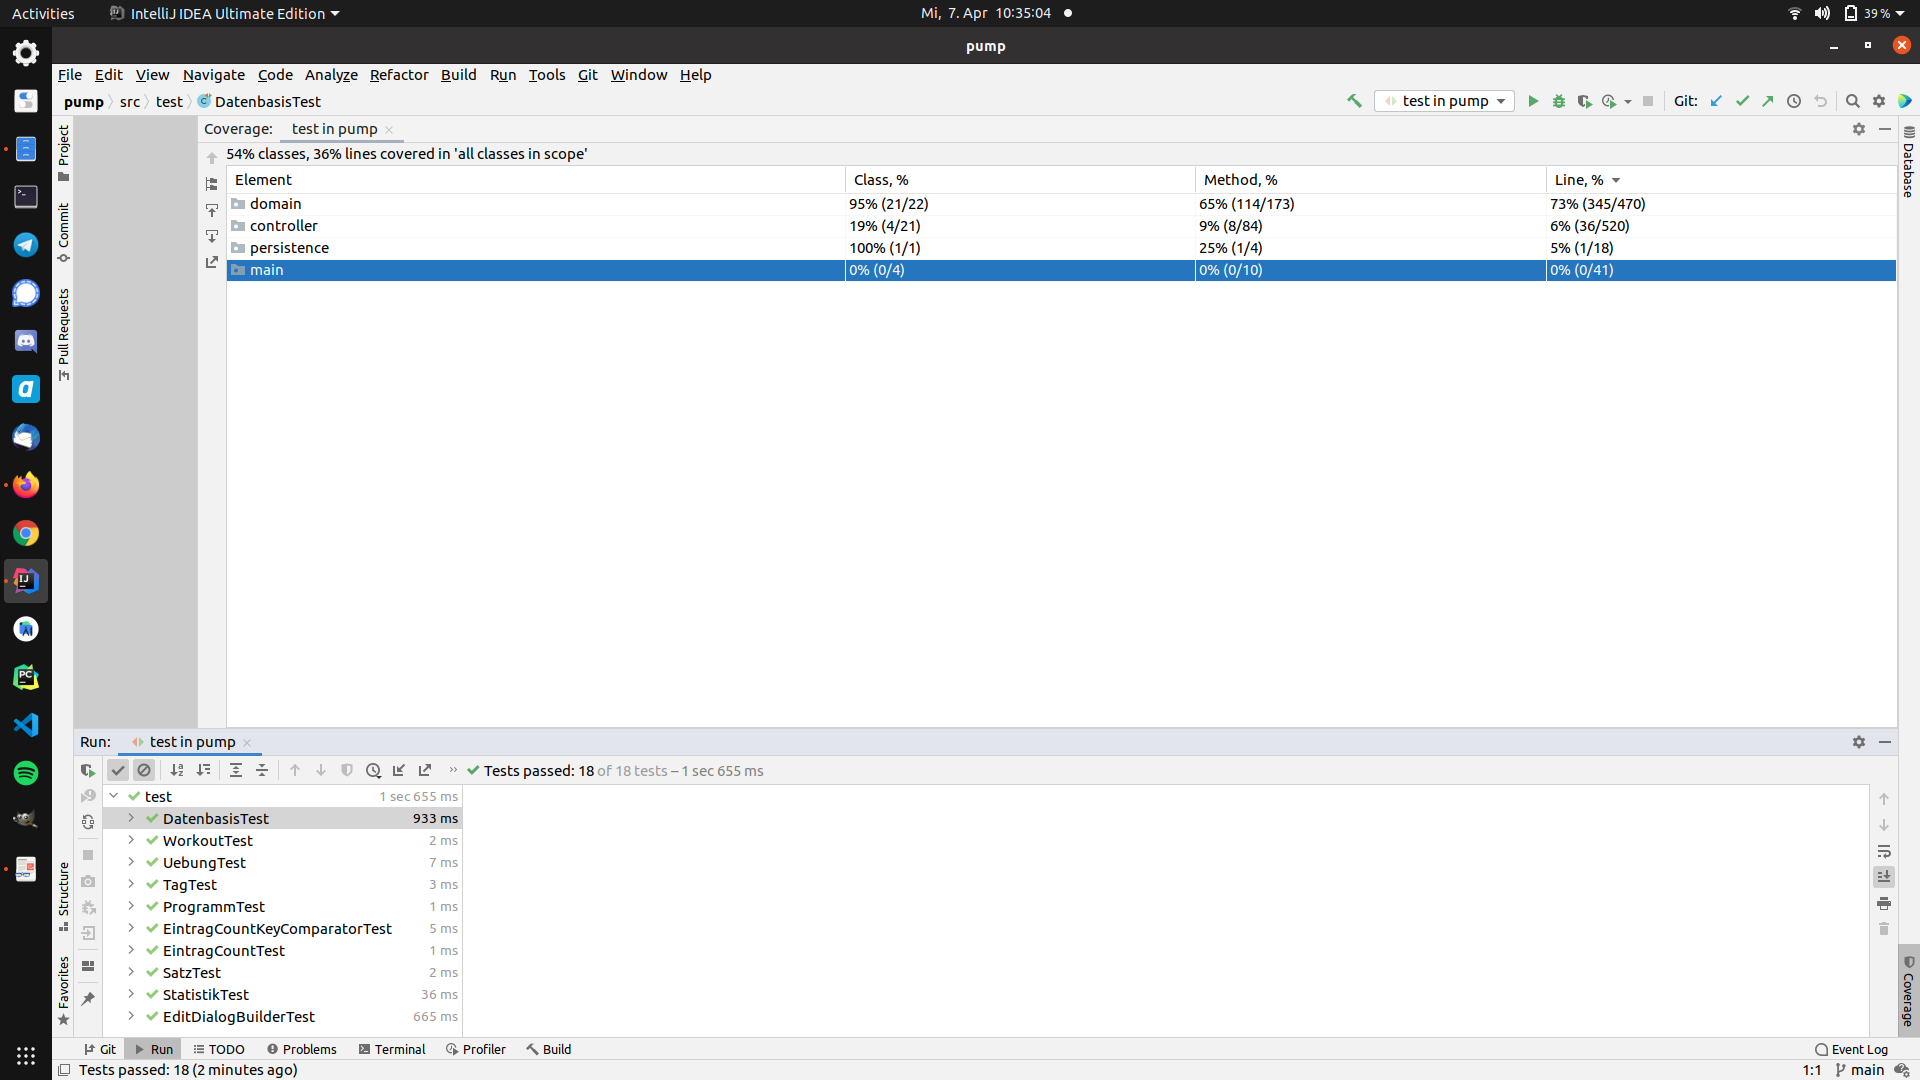 Activities
IntelliJ IDEA Ultimate Edition
Mi, 7. Apr 10:35:04
39 %
pump
File Edit View Navigate Code Analyze Refactor Build Run Tools Git Window Help
pump src test DatenbasisTest
test in pump
Git:
Coverage: test in pump
54% classes, 36% lines covered in 'all classes in scope'
Element Class, % Method, % Line, %
domain 95% (21/22) 65% (114/173) 73% (345/470)
controller 19% (4/21) 9% (8/84) 6% (36/520)
persistence 100% (1/1) 25% (1/4) 5% (1/18)
main 0% (0/4) 0% (0/10) 0% (0/41)
Project
Commit
Pull Requests
Structure
Favorites
Database
Coverage
Run: test in pump
Tests passed: 18 of 18 tests – 1 sec 655 ms
test 1 sec 655 ms
DatenbasisTest 933 ms
WorkoutTest 2 ms
UebungTest 7 ms
TagTest 3 ms
ProgrammTest 1 ms
EintragCountKeyComparatorTest 5 ms
EintragCountTest 1 ms
SatzTest 2 ms
StatistikTest 36 ms
EditDialogBuilderTest 665 ms
Git Run TODO Problems Terminal Profiler Build
Event Log
Tests passed: 18 (2 minutes ago)
1:1 main